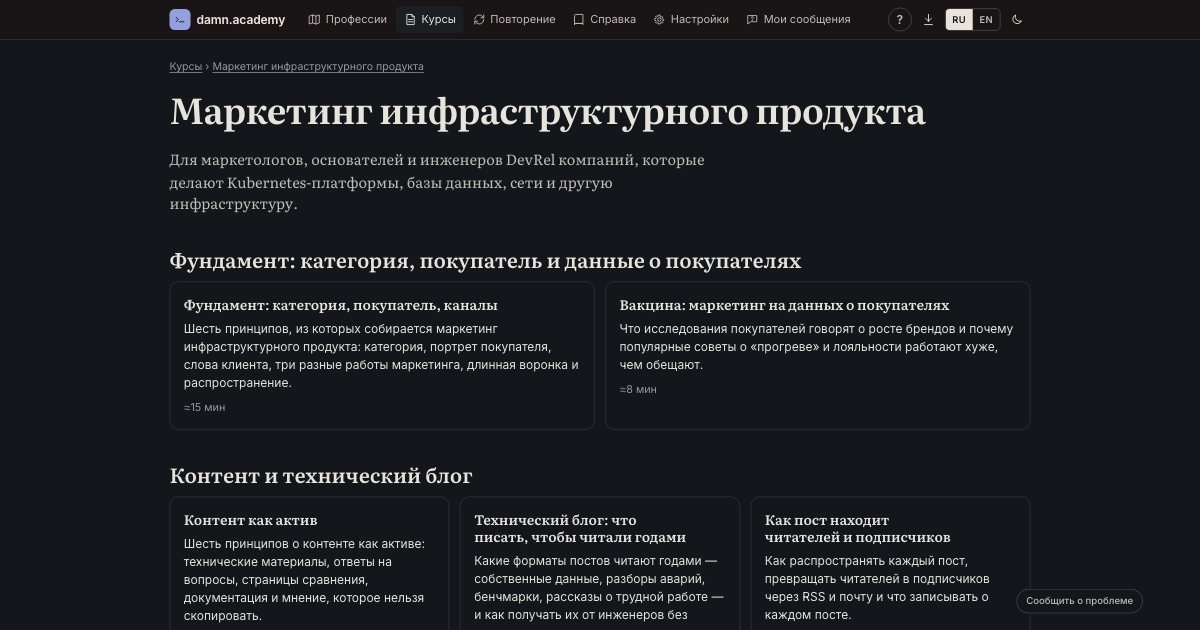 damn.academy
Профессии
Курсы
Повторение
Справка
Настройки
Мои сообщения
?
RU
EN
Курсы › Маркетинг инфраструктурного продукта
Маркетинг инфраструктурного продукта
Для маркетологов, основателей и инженеров DevRel компаний, которые
делают Kubernetes-платформы, базы данных, сети и другую
инфраструктуру.
Фундамент: категория, покупатель и данные о покупателях
Фундамент: категория, покупатель, каналы
Шесть принципов, из которых собирается маркетинг
инфраструктурного продукта: категория, портрет покупателя,
слова клиента, три разные работы маркетинга, длинная воронка и
распространение.
≈15 мин
Вакцина: маркетинг на данных о покупателях
Что исследования покупателей говорят о росте брендов и почему
популярные советы о «прогреве» и лояльности работают хуже,
чем обещают.
≈8 мин
Контент и технический блог
Контент как актив
Шесть принципов о контенте как активе:
технические материалы, ответы на
вопросы, страницы сравнения,
документация и мнение, которое нельзя
скопировать.
Технический блог: что
писать, чтобы читали годами
Какие форматы постов читают годами —
собственные данные, разборы аварий,
бенчмарки, рассказы о трудной работе —
и как получать их от инженеров без
Как пост находит
читателей и подписчиков
Как распространять каждый пост,
превращать читателей в подписчиков
через RSS и почту и что записывать о
каждом посте.
Сообщить о проблеме